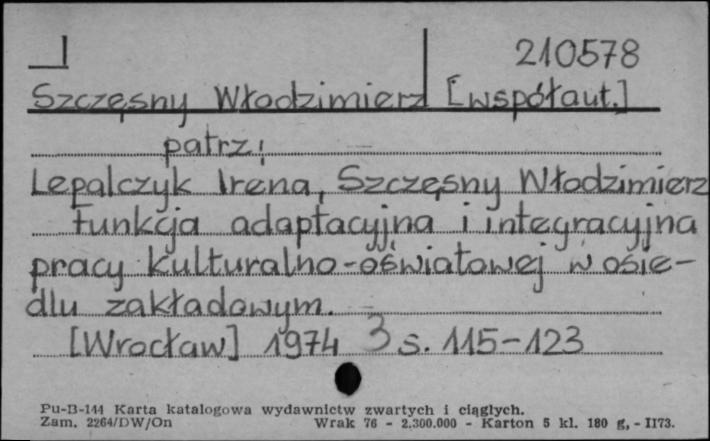 210578
Szczęsny Włodzimierz [współaut.]
patrz:
Lepalczyk Irena, Szczęsny Włodzimierz
Funkcja adaptacyjna i integracyjna
pracy kulturalno-oświatowej w osie-
dlu zakładowym.
[Wrocław] 1974 3 s. 115-123
Pu-B-144 Karta katalogowa wydawnictw zwartych i ciągłych.
Zam. 2264/DW/On Wrak 76 - 2.300.000 - Karton 5 kl. 180 g, - II73.